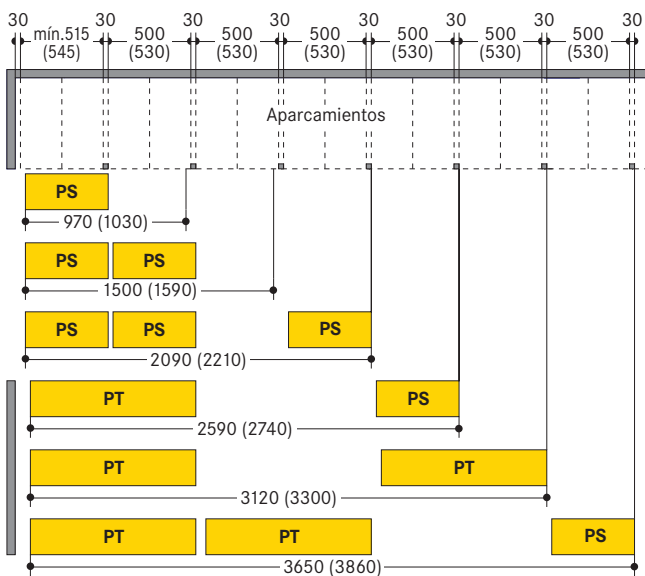 30 mín.515 30 500 30 500 30 500 30 500 30 500 30 500 30
(545) (530) (530) (530) (530) (530) (530)
Aparcamientos
PS
970 (1030)
PS PS
1500 (1590)
PS PS PS
2090 (2210)
PT PS
2590 (2740)
PT PT
3120 (3300)
PT PT PS
3650 (3860)